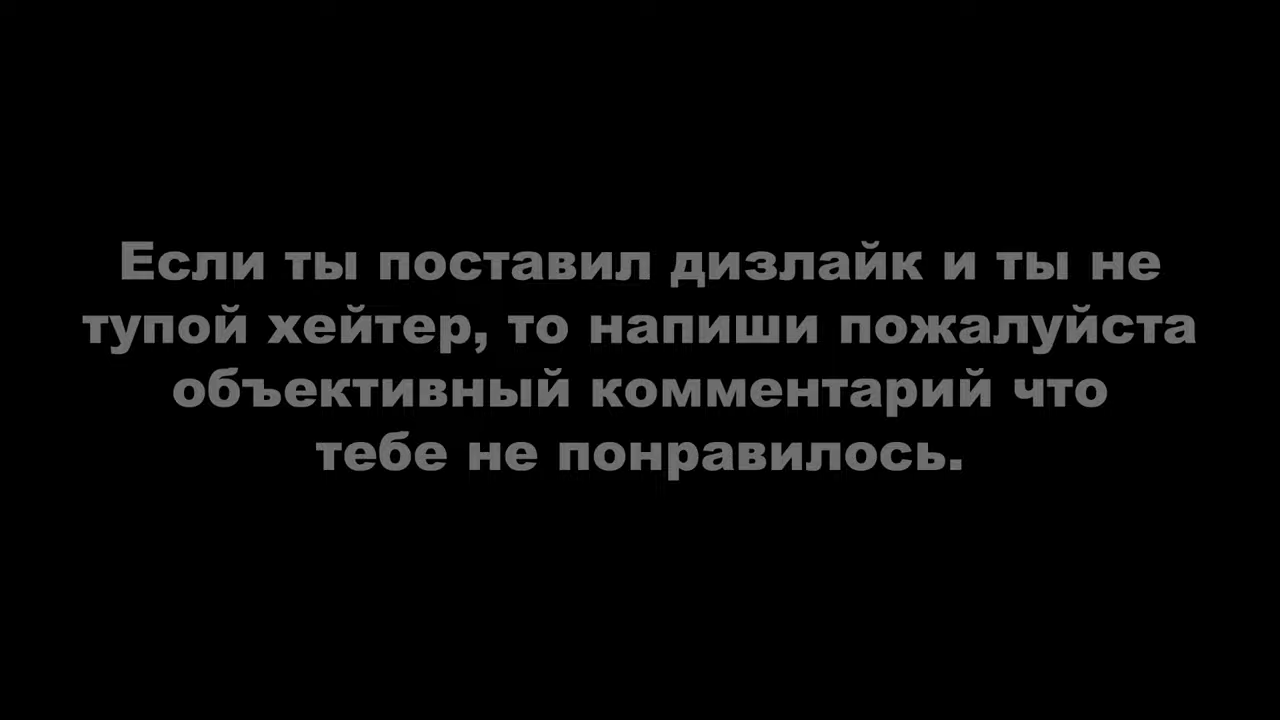 Если ты поставил дизлайк и ты не
тупой хейтер, то напиши пожалуйста
объективный комментарий что
тебе не понравилось.